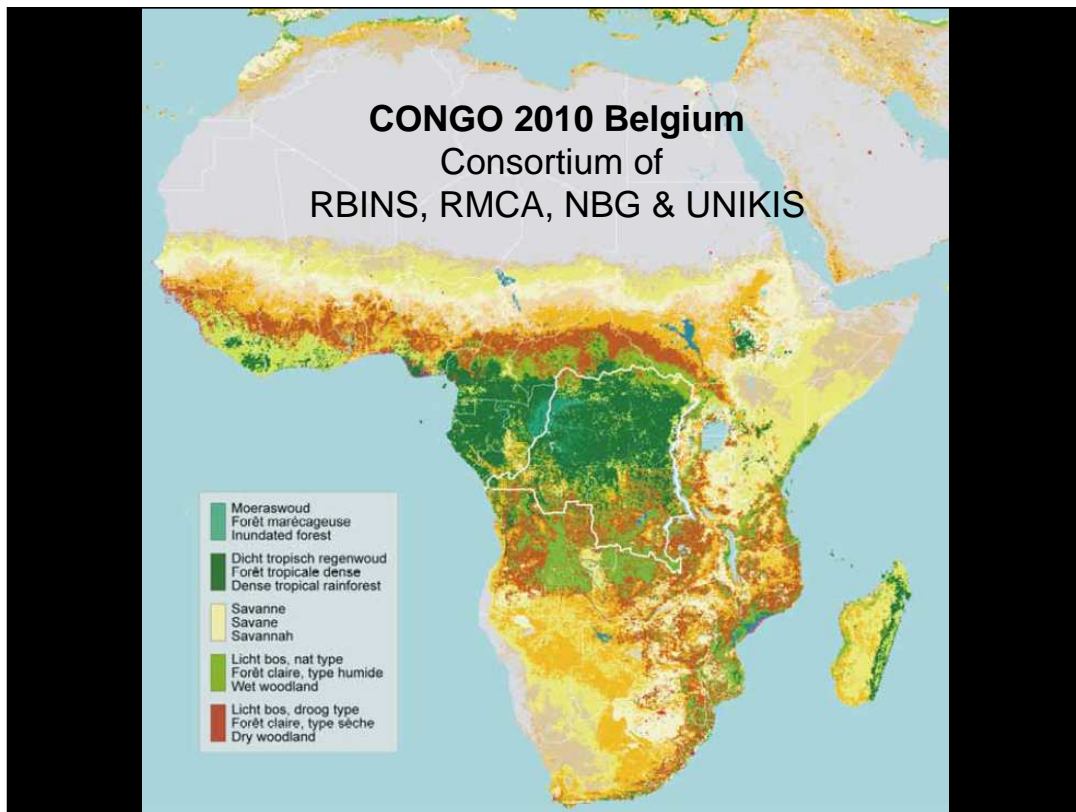 CONGO 2010 Belgium
Consortium of
RBINS, RMCA, NBG & UNIKIS
Moeraswoud
Forêt marécageuse
Inundated forest
Dicht tropisch regenwoud
Forêt tropicale dense
Dense tropical rainforest
Savanne
Savane
Savannah
Licht bos, nat type
Forêt claire, type humide
Wet woodland
Licht bos, droog type
Forêt claire, type sèche
Dry woodland